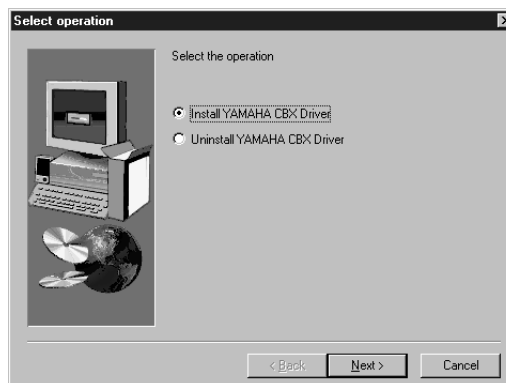 Select operation
Select the operation
Install YAMAHA CBX Driver
Uninstall YAMAHA CBX Driver
< Back
Next >
Cancel